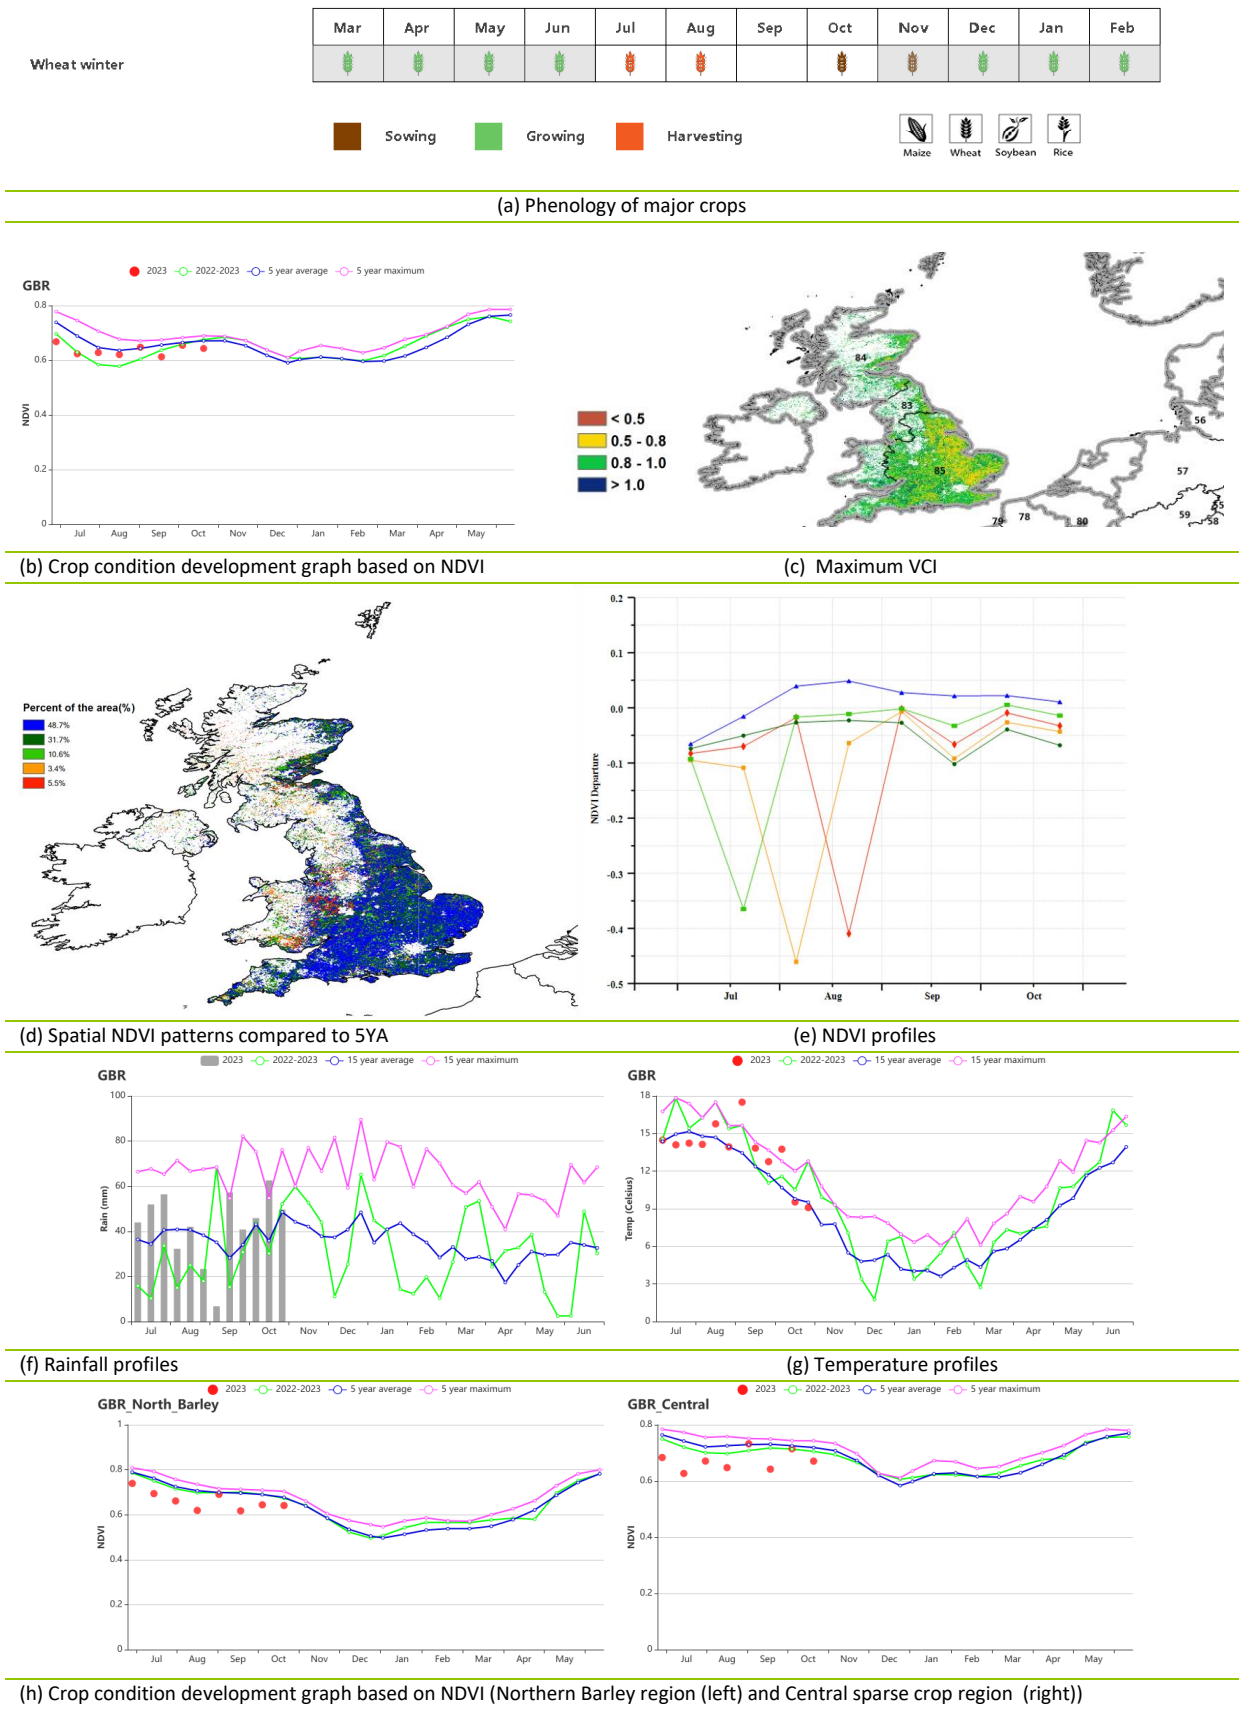 Mar Apr May Jun Jul Aug Sep Oct Nov Dec Jan Feb
Wheat winter
Sowing Growing Harvesting
Maize Wheat Soybean Rice
(a) Phenology of major crops
2023 2022-2023 5 year average 5 year maximum
GBR
0.8
0.6
0.4
0.2
0
NDVI
Jul Aug Sep Oct Nov Dec Jan Feb Mar Apr May
< 0.5
0.5 - 0.8
0.8 - 1.0
> 1.0
84
83
85
56
57
55
59
58
79 78 80
(b) Crop condition development graph based on NDVI (c) Maximum VCI
Percent of the area(%)
48.7%
31.7%
10.6%
3.4%
5.5%
0.2
0.1
0.0
-0.1
-0.2
-0.3
-0.4
-0.5
NDVI Departure
Jul Aug Sep Oct
(d) Spatial NDVI patterns compared to 5YA (e) NDVI profiles
2023 2022-2023 15 year average 15 year maximum
GBR
100
80
60
40
20
0
Rain (mm)
Jul Aug Sep Oct Nov Dec Jan Feb Mar Apr May Jun
2023 2022-2023 15 year average 15 year maximum
GBR
18
15
12
9
6
3
0
Temp (Celsius)
Jul Aug Sep Oct Nov Dec Jan Feb Mar Apr May Jun
(f) Rainfall profiles (g) Temperature profiles
2023 2022-2023 5 year average 5 year maximum
GBR_North_Barley
1
0.8
0.6
0.4
0.2
0
NDVI
Jul Aug Sep Oct Nov Dec Jan Feb Mar Apr May
2023 2022-2023 5 year average 5 year maximum
GBR_Central
0.8
0.6
0.4
0.2
0
NDVI
Jul Aug Sep Oct Nov Dec Jan Feb Mar Apr May
(h) Crop condition development graph based on NDVI (Northern Barley region (left) and Central sparse crop region (right))